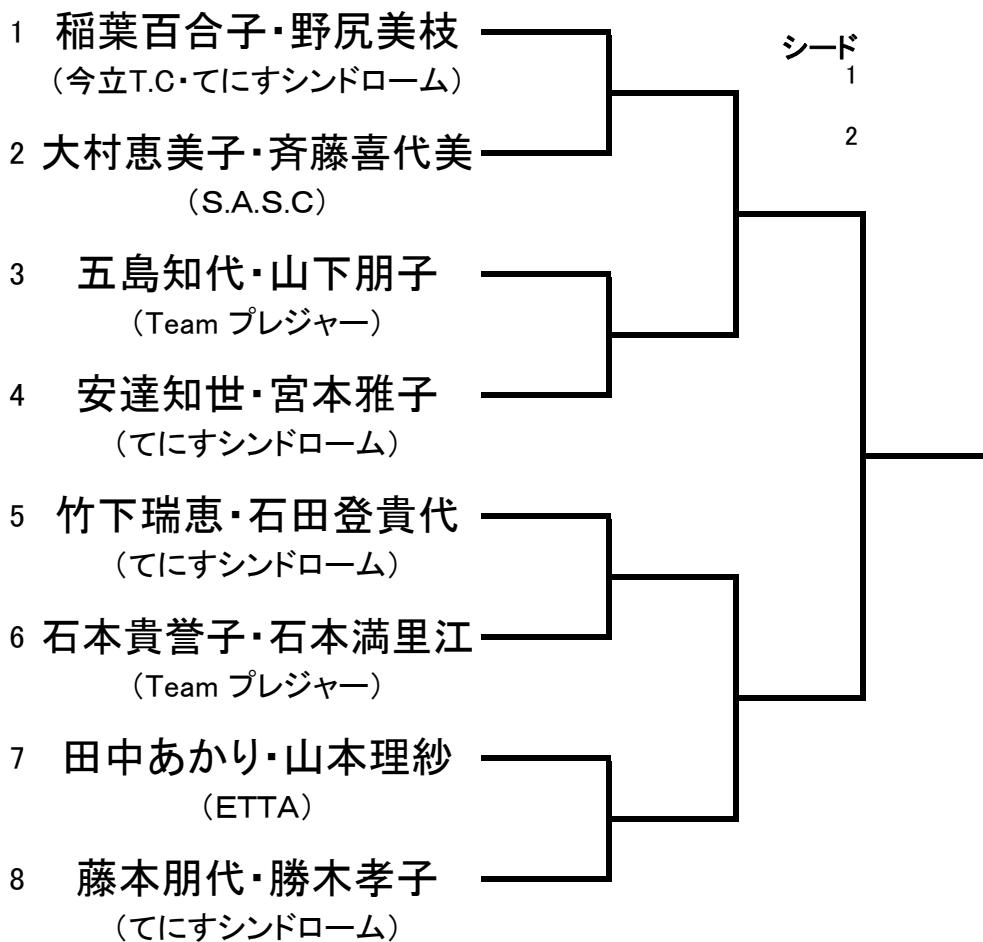 1 稲葉百合子・野尻美枝
（今立T.C・てにすシンドローム）
2 大村恵美子・斉藤喜代美
（S.A.S.C）
3 五島知代・山下朋子
（Team プレジャー）
4 安達知世・宮本雅子
（てにすシンドローム）
5 竹下瑞恵・石田登貴代
（てにすシンドローム）
6 石本貴誉子・石本満里江
（Team プレジャー）
7 田中あかり・山本理紗
（ETTA）
8 藤本朋代・勝木孝子
（てにすシンドローム）
シード
1
2